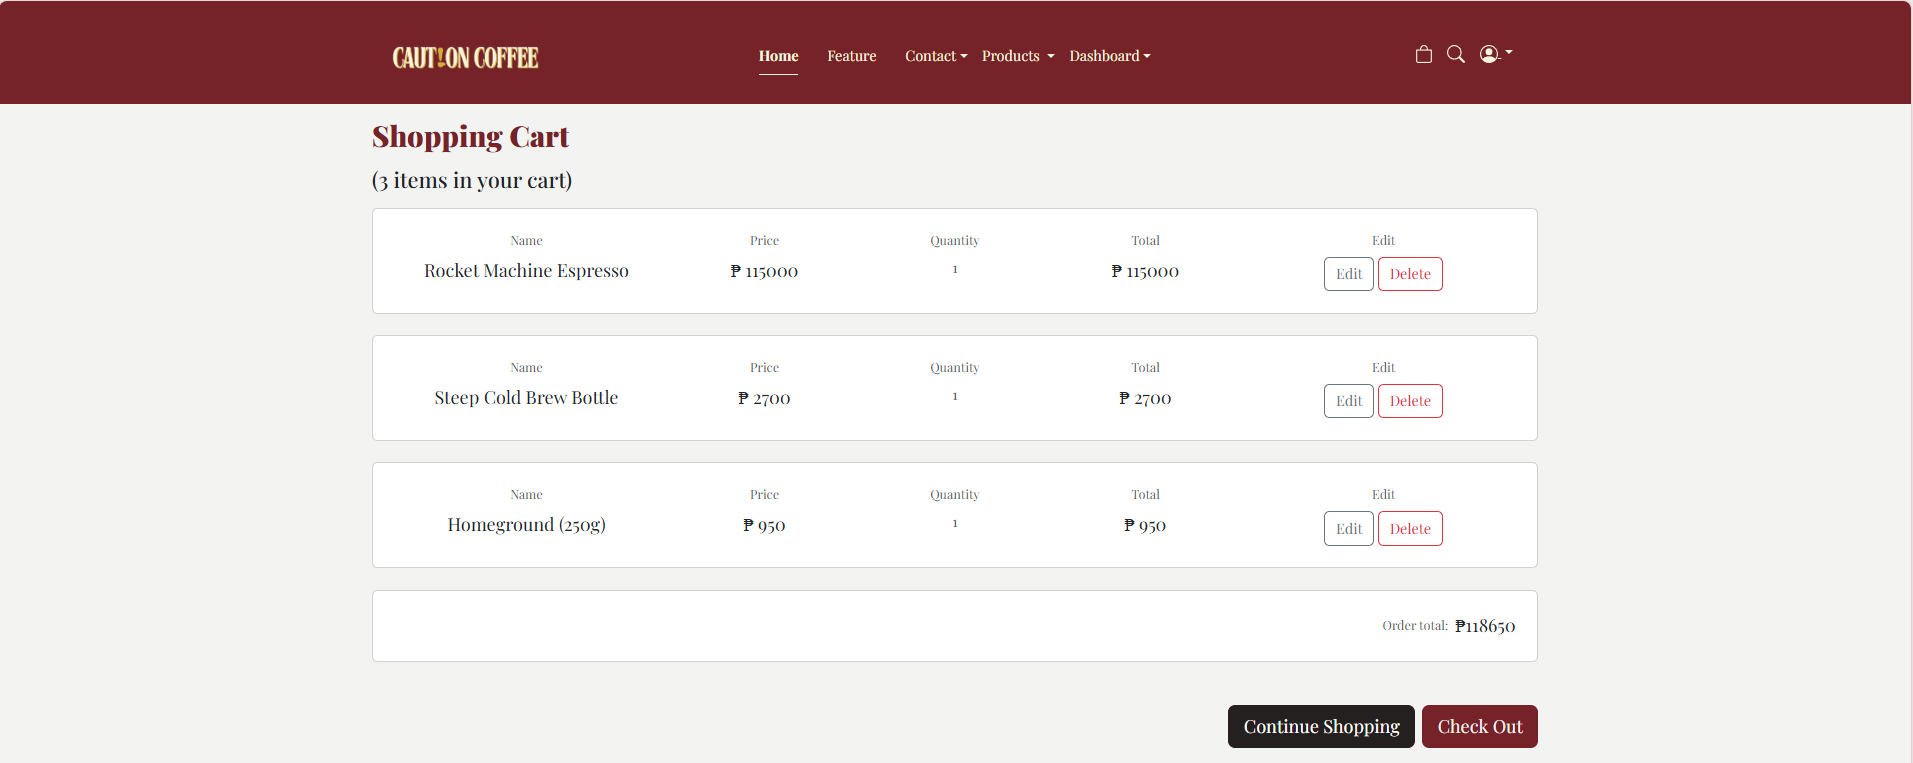 CAUT!ON COFFEE Home Feature Contact Products Dashboard
Shopping Cart
(3 items in your cart)
Name Price Quantity Total Edit
Rocket Machine Espresso ₱ 115000 1 ₱ 115000 Edit Delete
Name Price Quantity Total Edit
Steep Cold Brew Bottle ₱ 2700 1 ₱ 2700 Edit Delete
Name Price Quantity Total Edit
Homeground (250g) ₱ 950 1 ₱ 950 Edit Delete
Order total: ₱118650
Continue Shopping Check Out